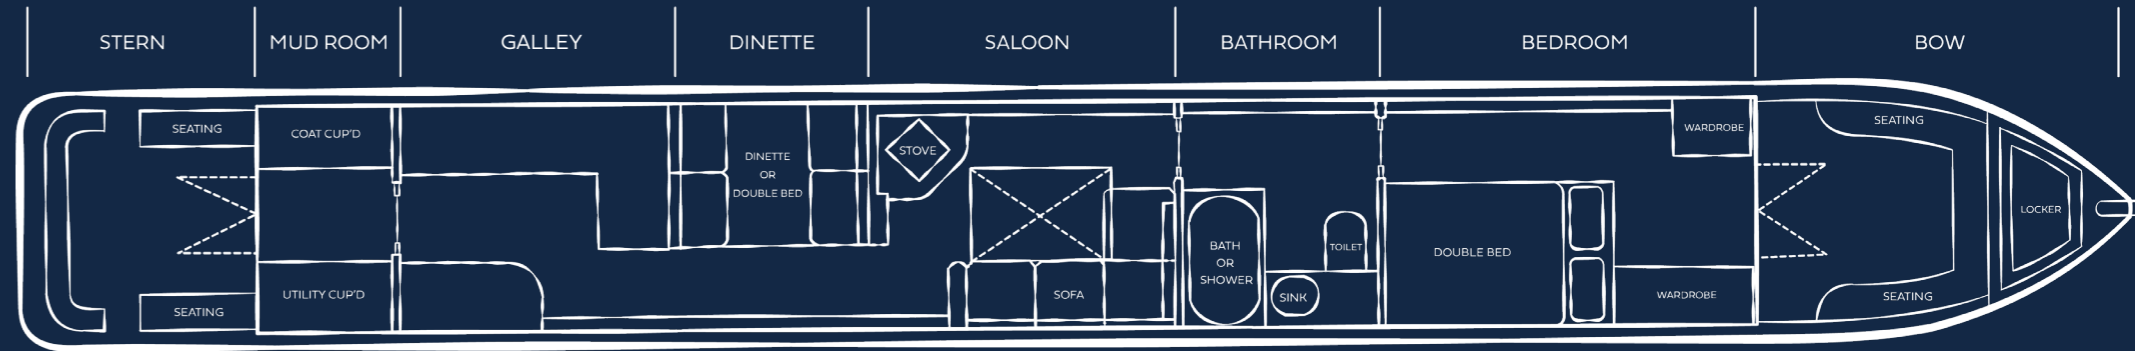 STERN
MUD ROOM
GALLEY
DINETTE
SALOON
BATHROOM
BEDROOM
BOW
SEATING
COAT CUP'D
DINETTE
OR
DOUBLE BED
STOVE
WARDROBE
SEATING
LOCKER
BATH
OR
SHOWER
TOILET
DOUBLE BED
SEATING
UTILITY CUP'D
SOFA
SINK
WARDROBE
SEATING